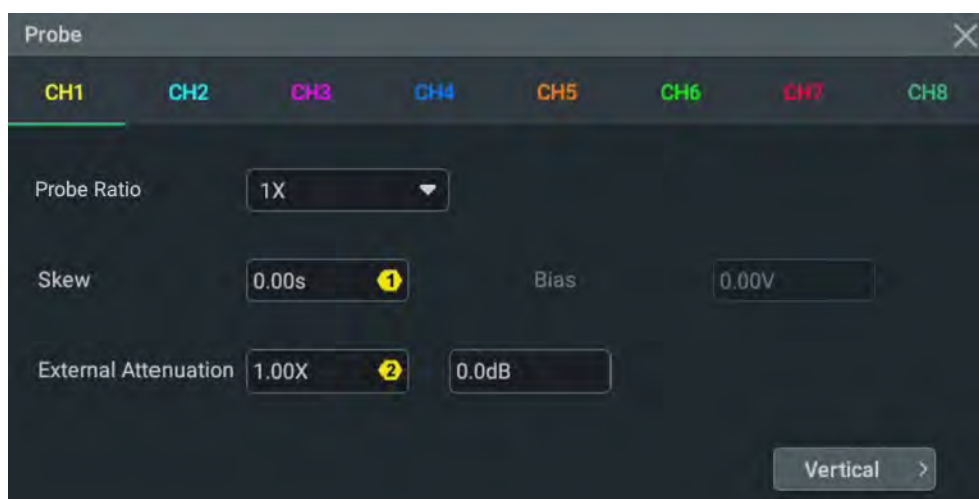 Probe
CH1 CH2 CH3 CH4 CH5 CH6 CH7 CH8
Probe Ratio 1X
Skew 0.00s 1 Bias 0.00V
External Attenuation 1.00X 2 0.0dB
Vertical >